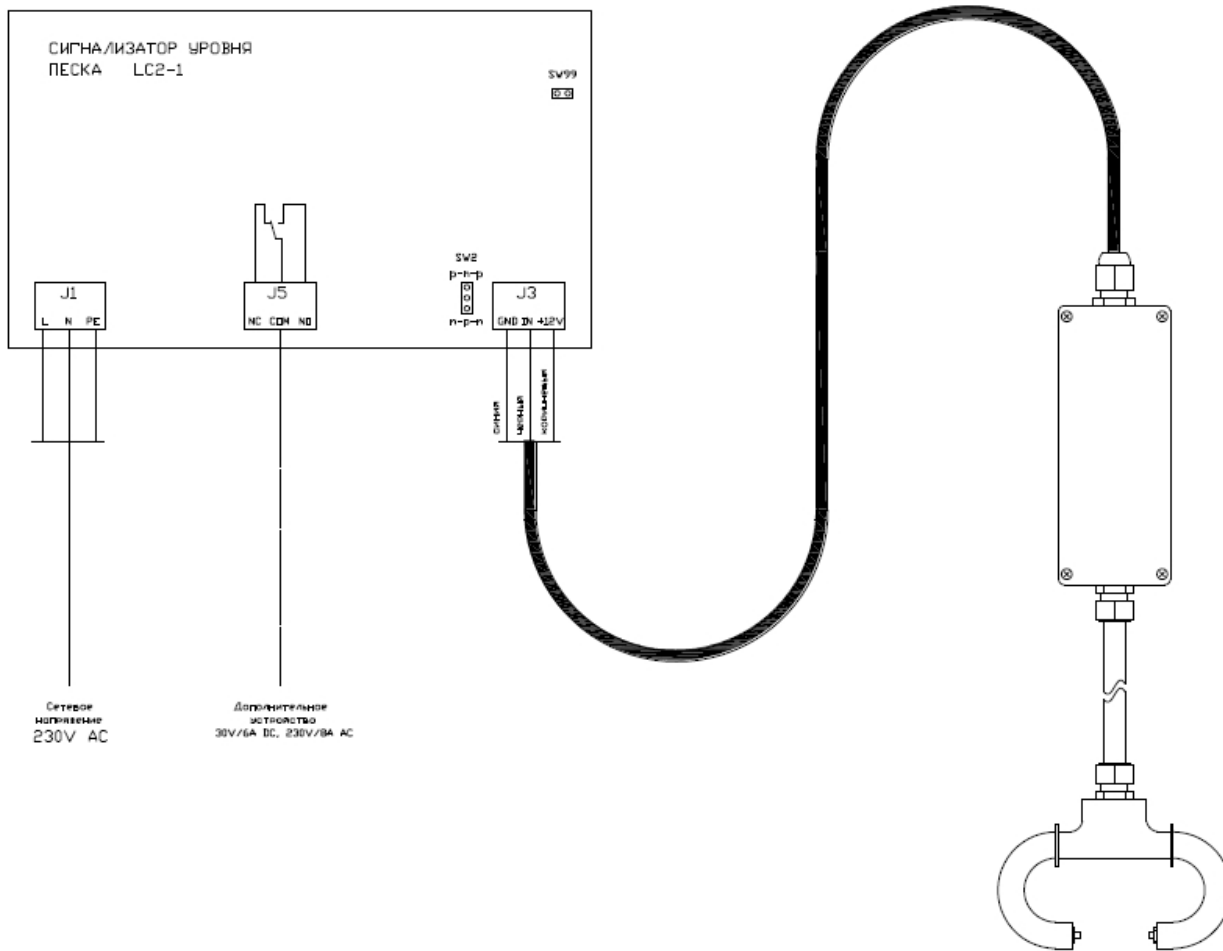 СИГНАЛИЗАТОР УРОВНЯ
ПЕСКА LC2-1
SW99
SW2
p-n-p
n-p-n
J1
L N PE
J5
NC COM NO
J3
GND IN +12V
синий
черный
коричневый
Сетевое
напряжение
230V AC
Дополнительное
устройство
30V/6A DC, 230V/8A AC